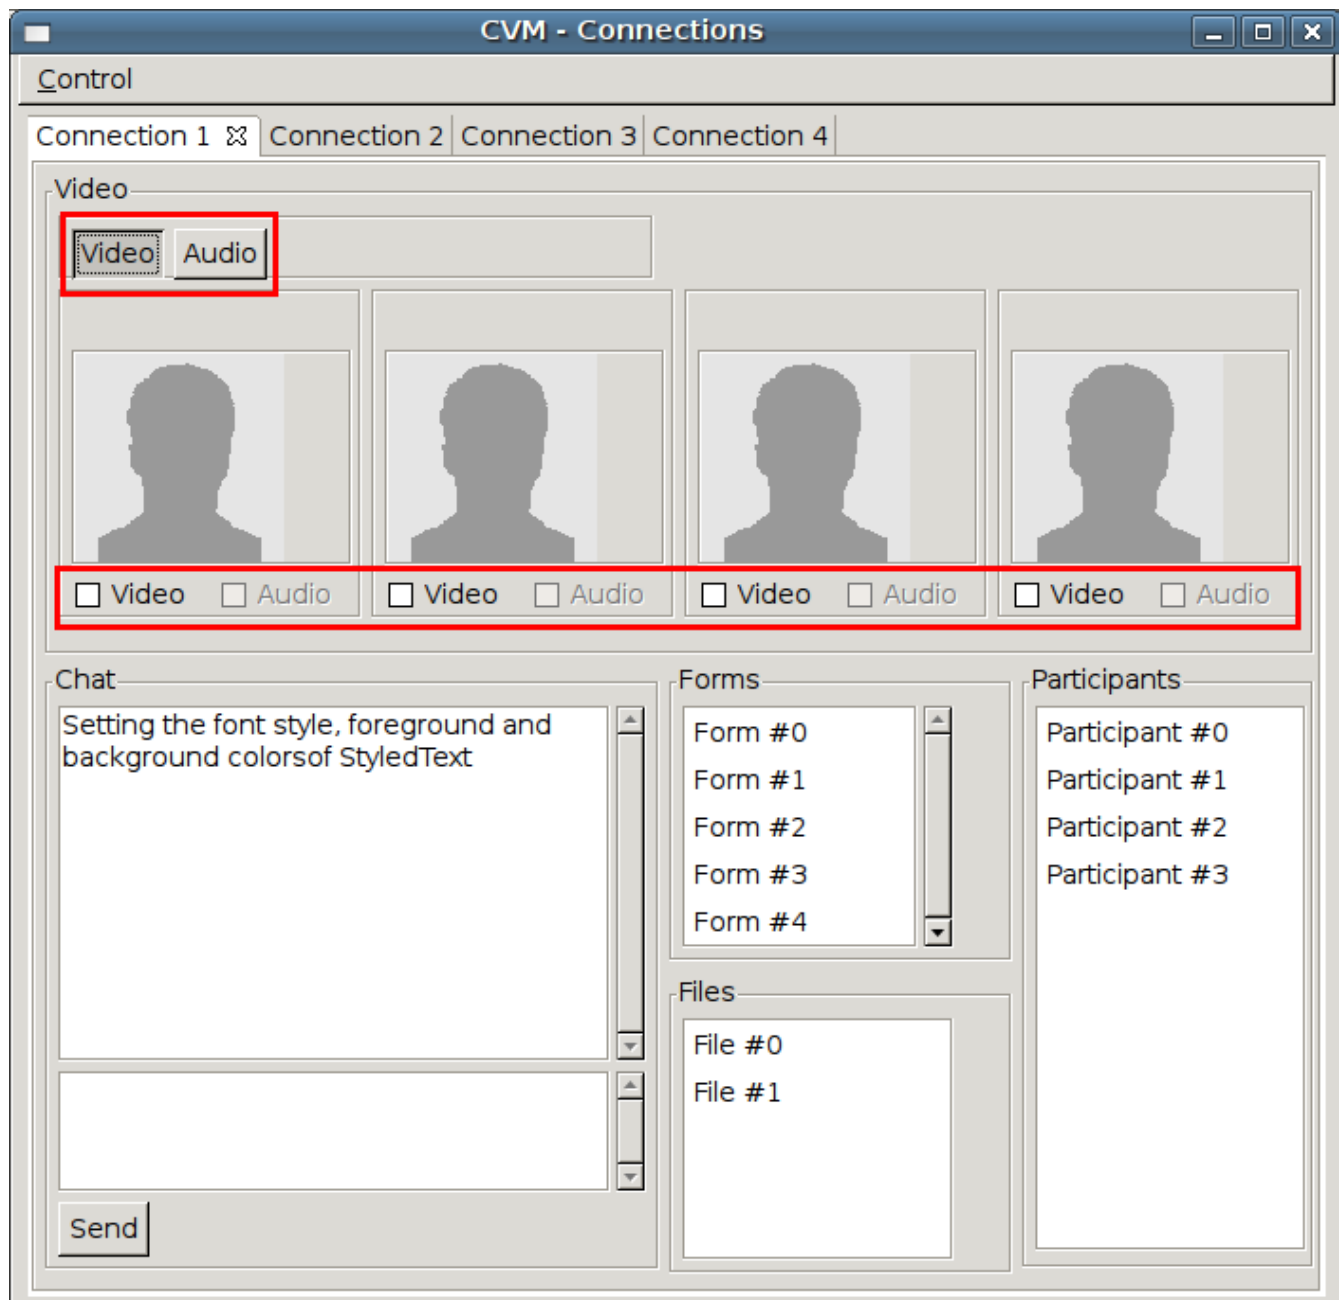 CVM - Connections
Control
Connection 1 Connection 2 Connection 3 Connection 4
Video
Video Audio
Video Audio Video Audio Video Audio Video Audio
Chat
Setting the font style, foreground and
background colorsof StyledText
Send
Forms
Form #0
Form #1
Form #2
Form #3
Form #4
Files
File #0
File #1
Participants
Participant #0
Participant #1
Participant #2
Participant #3